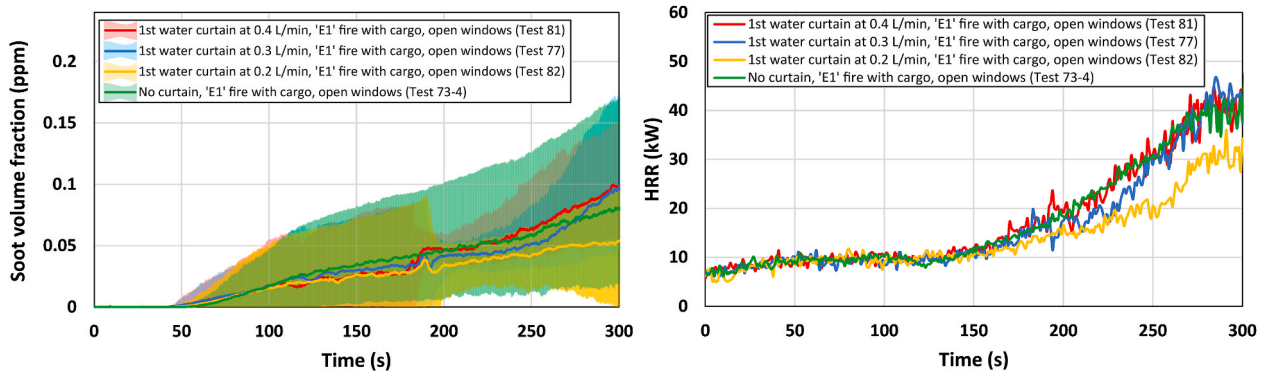 1st water curtain at 0.4 L/min, 'E1' fire with cargo, open windows (Test 81)
1st water curtain at 0.3 L/min, 'E1' fire with cargo, open windows (Test 77)
1st water curtain at 0.2 L/min, 'E1' fire with cargo, open windows (Test 82)
No curtain, 'E1' fire with cargo, open windows (Test 73-4)
Soot volume fraction (ppm)
0.2
0.15
0.1
0.05
0
0 50 100 150 200 250 300
Time (s)
1st water curtain at 0.4 L/min, 'E1' fire with cargo, open windows (Test 81)
1st water curtain at 0.3 L/min, 'E1' fire with cargo, open windows (Test 77)
1st water curtain at 0.2 L/min, 'E1' fire with cargo, open windows (Test 82)
No curtain, 'E1' fire with cargo, open windows (Test 73-4)
HRR (kW)
60
50
40
30
20
10
0
0 50 100 150 200 250 300
Time (s)